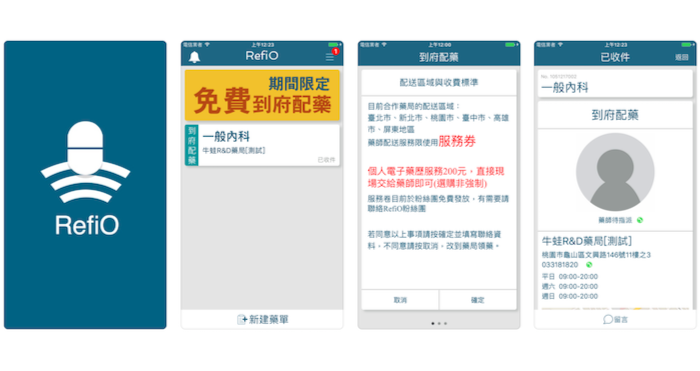 RefiO
電信業者 上午12:23
RefiO
1
期間限定
免費到府配藥
到府配藥
一般內科
牛蛙R&D藥局[測試]
已收件
新建藥單
電信業者 上午12:00
到府配藥
配送區域與收費標準
目前合作藥局的配送區域：
臺北市、新北市、桃園市、臺中市、高雄
市、屏東地區
藥師配送服務限使用服務券
個人電子藥歷服務200元，直接現
場交給藥師即可(選購非強制)
服務卷目前於粉絲團免費發放，有需要請
聯絡RefiO粉絲團
若同意以上事項請按確定並填寫聯絡資
料，不同意請按取消，改到藥局領藥。
取消
確定
電信業者 上午12:23
已收件
返回
一般內科
到府配藥
藥師待指派
牛蛙R&D藥局[測試]
桃園市龜山區文興路146號11樓之3
033181820
平日 09:00-20:00
週六 09:00-20:00
週日 09:00-20:00
留言